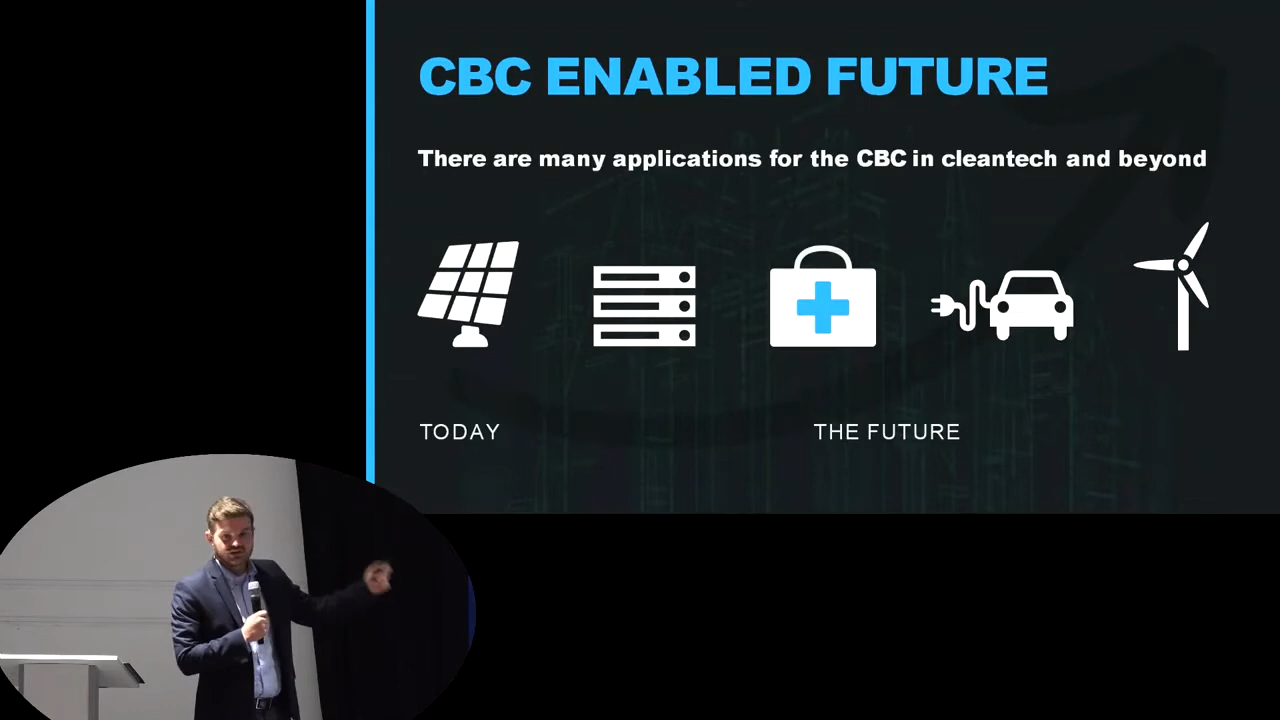 CBC ENABLED FUTURE
There are many applications for the CBC in cleantech and beyond
TODAY
THE FUTURE